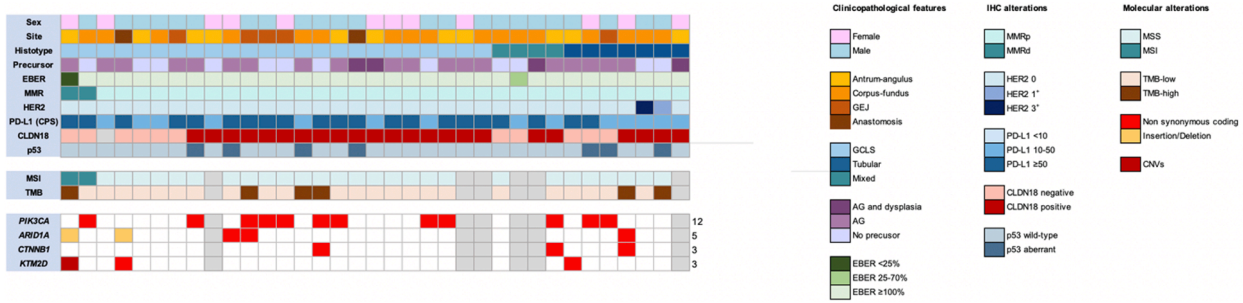 Clinicopathological features
IHC alterations
Molecular alterations
Sex
Site
Histotype
Precursor
EBER
MMR
HER2
PD-L1 (CPS)
CLDN18
p53
MSI
TMB
PIK3CA 12
ARID1A 5
CTNNB1 3
KTM2D 3
Female
Male
Antrum-angulus
Corpus-fundus
GEJ
Anastomosis
GCLS
Tubular
Mixed
AG and dysplasia
AG
No precusor
EBER <25%
EBER 25-70%
EBER ≥100%
MMRp
MMRd
HER2 0
HER2 1⁺
HER2 3⁺
PD-L1 <10
PD-L1 10-50
PD-L1 ≥50
CLDN18 negative
CLDN18 positive
p53 wild-type
p53 aberrant
MSS
MSI
TMB-low
TMB-high
Non synonymous coding
Insertion/Deletion
CNVs